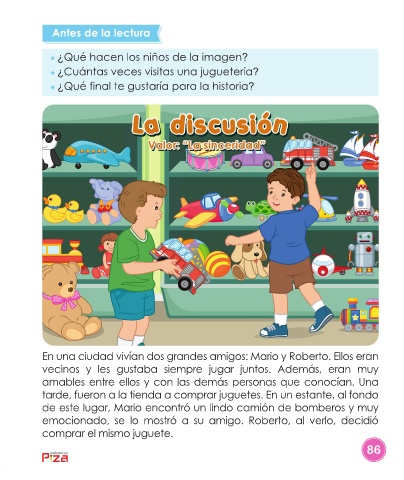 Antes de la lectura
¿Qué hacen los niños de la imagen?
¿Cuántas veces visitas una juguetería?
¿Qué final te gustaría para la historia?
La discusión
Valor: "La sinceridad"
En una ciudad vivían dos grandes amigos: Mario y Roberto. Ellos eran
vecinos y les gustaba siempre jugar juntos. Además, eran muy
amables entre ellos y con las demás personas que conocían. Una
tarde, fueron a la tienda a comprar juguetes. En un estante, al fondo
de este lugar, Mario encontró un lindo camión de bomberos y muy
emocionado, se lo mostró a su amigo. Roberto, al verlo, decidió
comprar el mismo juguete.
86